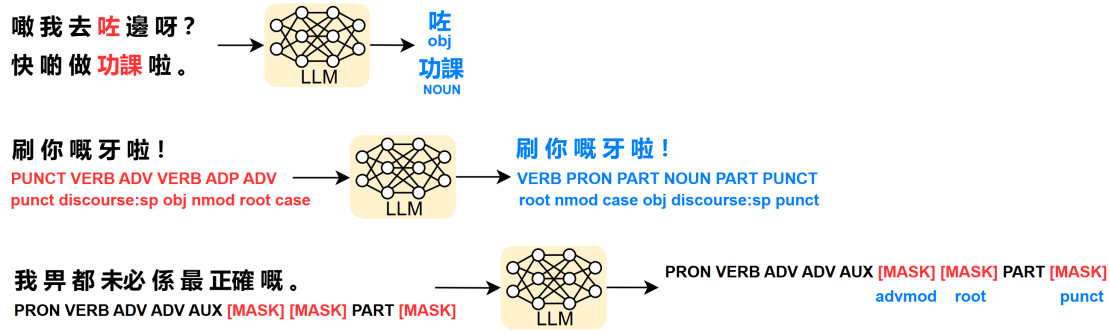 噉 我 去 咗 邊 呀 ?
快 啲 做 功課 啦 。
LLM
咗
obj
功課
NOUN
刷 你 嘅 牙 啦 !
PUNCT VERB ADV VERB ADP ADV
punct discourse:sp obj nmod root case
LLM
刷 你 嘅 牙 啦 !
VERB PRON PART NOUN PART PUNCT
root nmod case obj discourse:sp punct
我 畀 都 未必 係 最 正確 嘅 。
PRON VERB ADV ADV AUX [MASK] [MASK] PART [MASK]
LLM
PRON VERB ADV ADV AUX [MASK] [MASK] PART [MASK]
advmod root punct